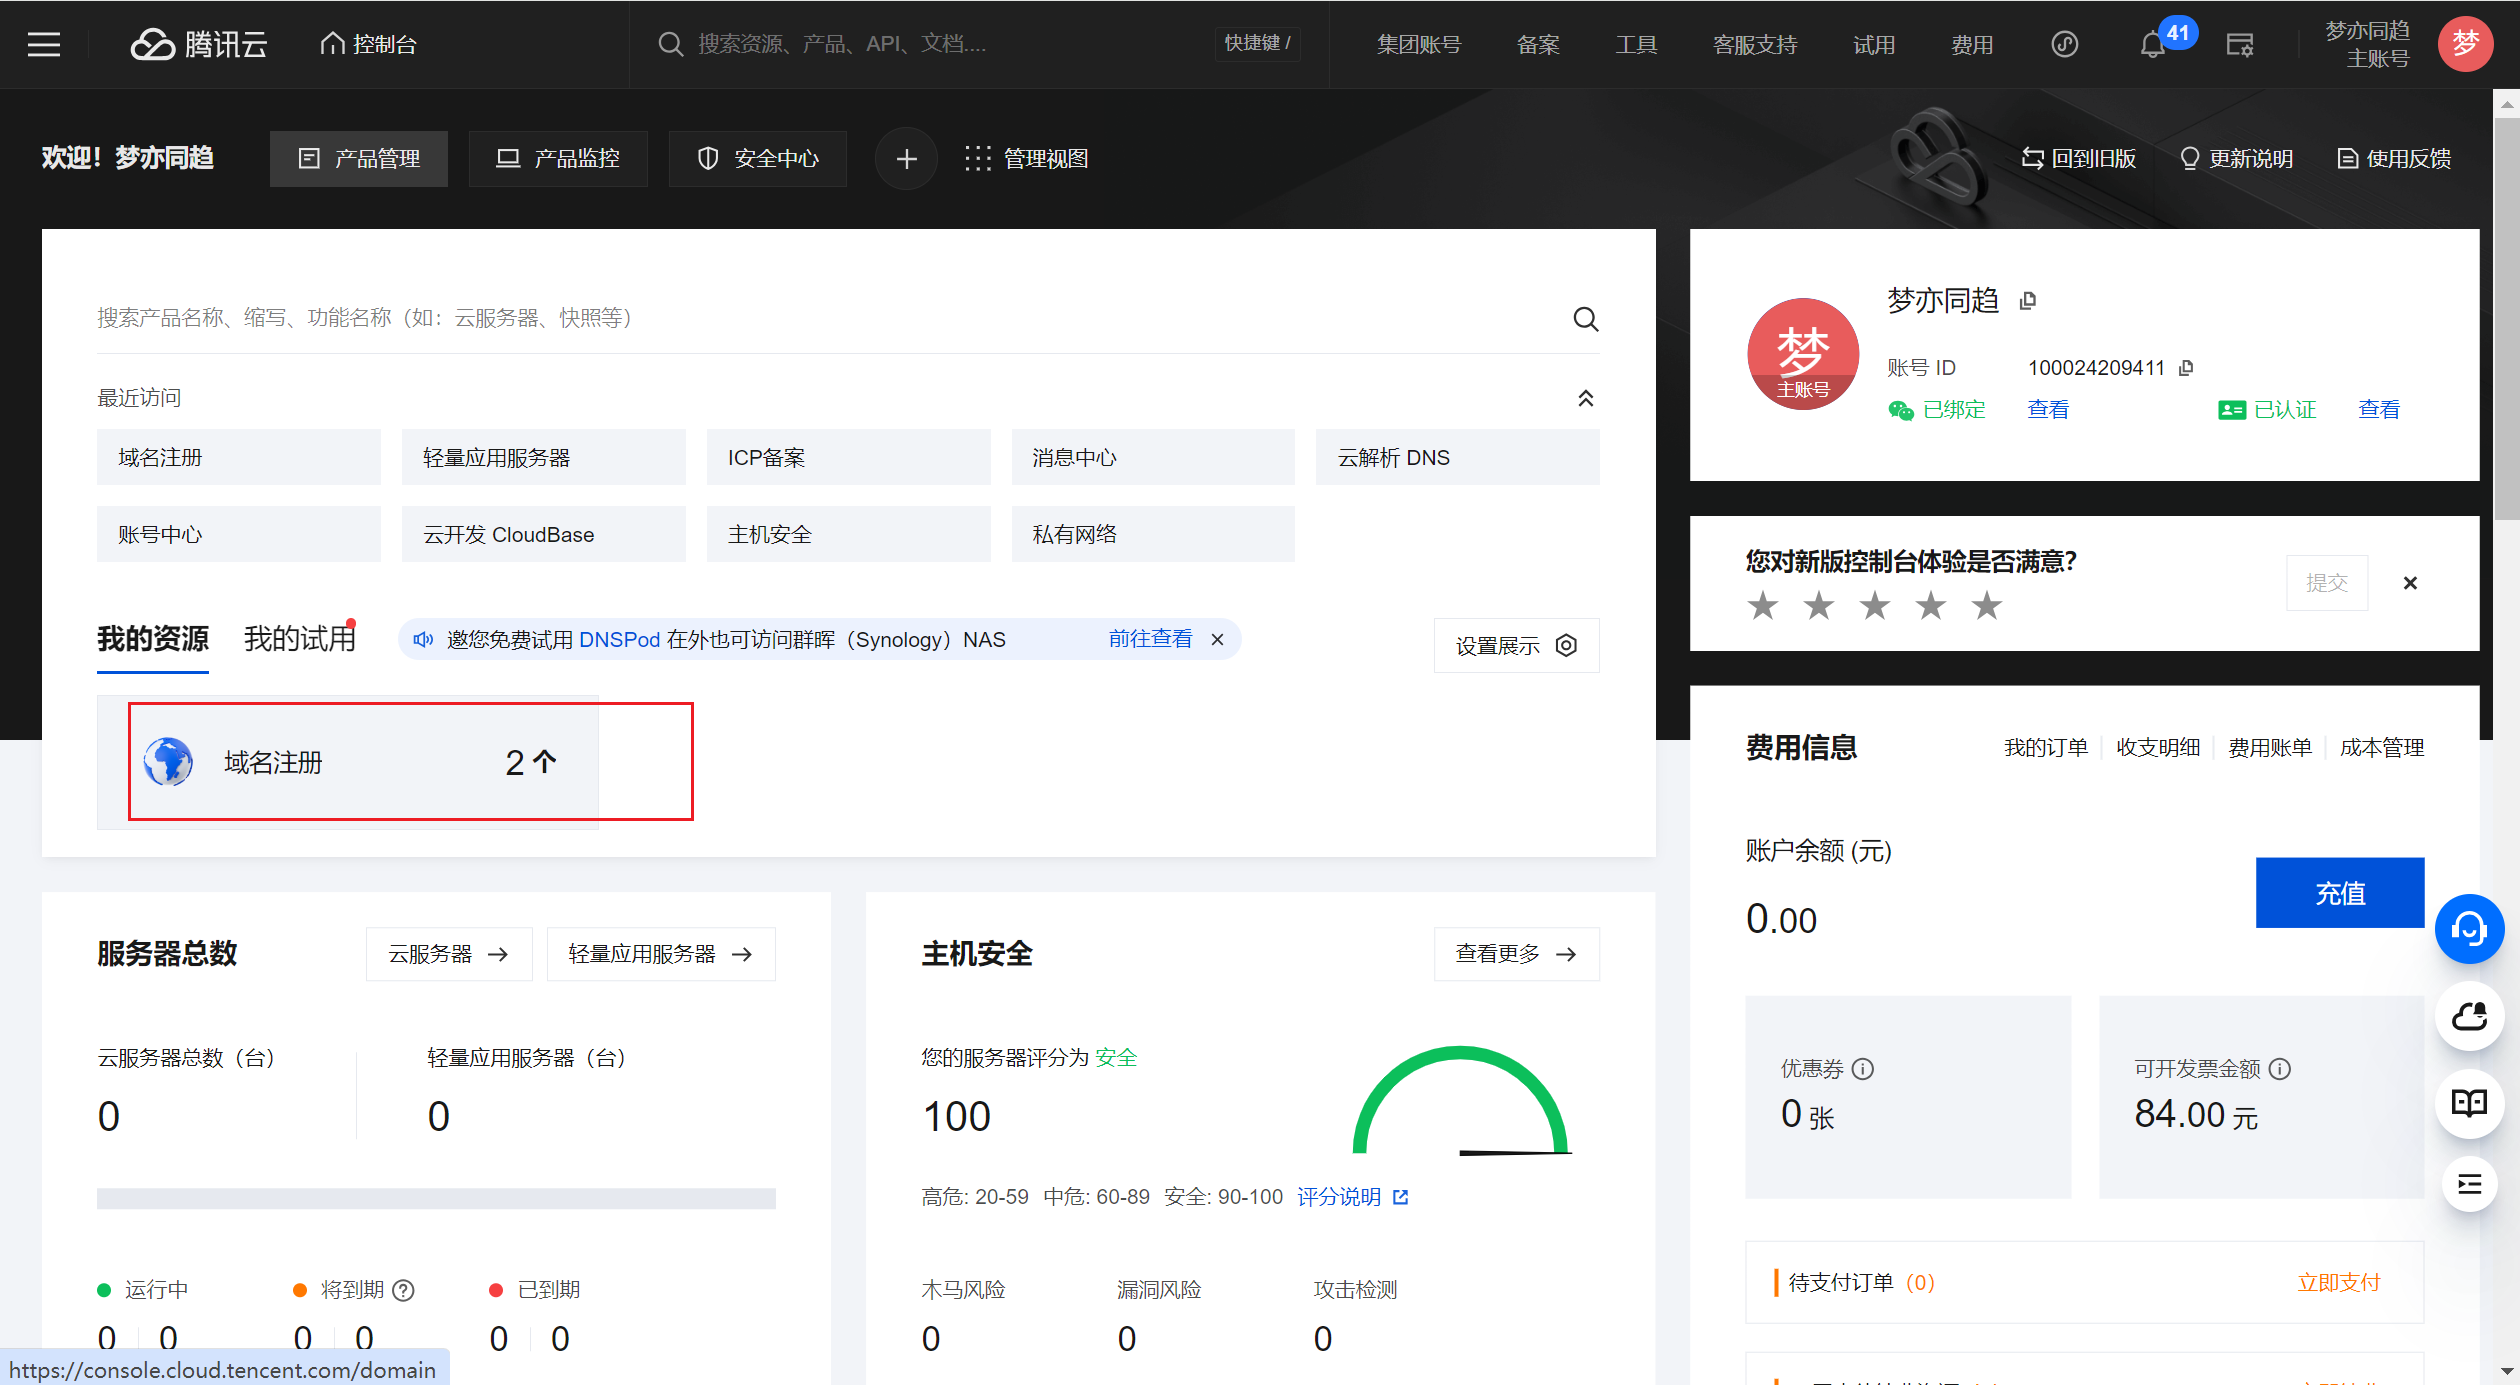 腾讯云
控制台
搜索资源、产品、API、文档....
快捷键 /
集团账号
备案
工具
客服支持
试用
费用
41
梦亦同趋
主账号
梦
欢迎！梦亦同趋
产品管理
产品监控
安全中心
管理视图
回到旧版
更新说明
使用反馈
搜索产品名称、缩写、功能名称（如：云服务器、快照等）
最近访问
域名注册
轻量应用服务器
ICP备案
消息中心
云解析 DNS
账号中心
云开发 CloudBase
主机安全
私有网络
我的资源
我的试用
邀您免费试用 DNSPod 在外也可访问群晖（Synology）NAS
前往查看
设置展示
域名注册
2 个
梦
主账号
梦亦同趋
账号 ID
100024209411
已绑定
查看
已认证
查看
您对新版控制台体验是否满意？
提交
费用信息
我的订单
收支明细
费用账单
成本管理
账户余额 (元)
0.00
充值
优惠券
0 张
可开发票金额
84.00 元
待支付订单（0）
立即支付
服务器总数
云服务器
轻量应用服务器
云服务器总数（台）
0
轻量应用服务器（台）
0
运行中
将到期
已到期
0 0
0 0
0 0
主机安全
查看更多
您的服务器评分为 安全
100
高危: 20-59 中危: 60-89 安全: 90-100 评分说明
木马风险
漏洞风险
攻击检测
0
0
0
https://console.cloud.tencent.com/domain